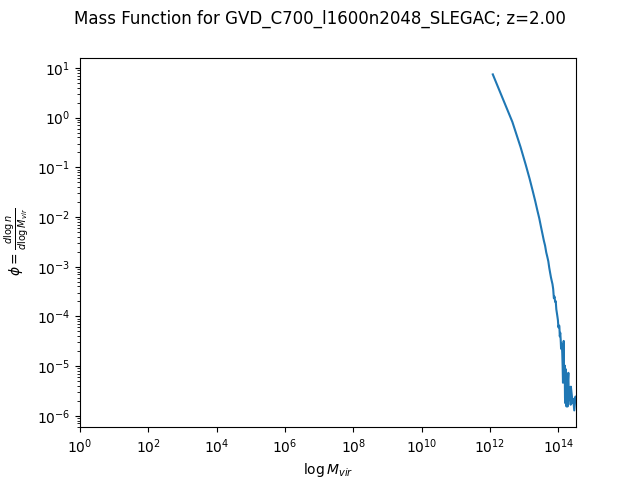 Mass Function for GVD_C700_l1600n2048_SLEGAC; z=2.00
10^1
10^0
10^-1
10^-2
10^-3
10^-4
10^-5
10^-6
ϕ = d log n / d log M_vir
10^0 10^2 10^4 10^6 10^8 10^10 10^12 10^14
log M_vir